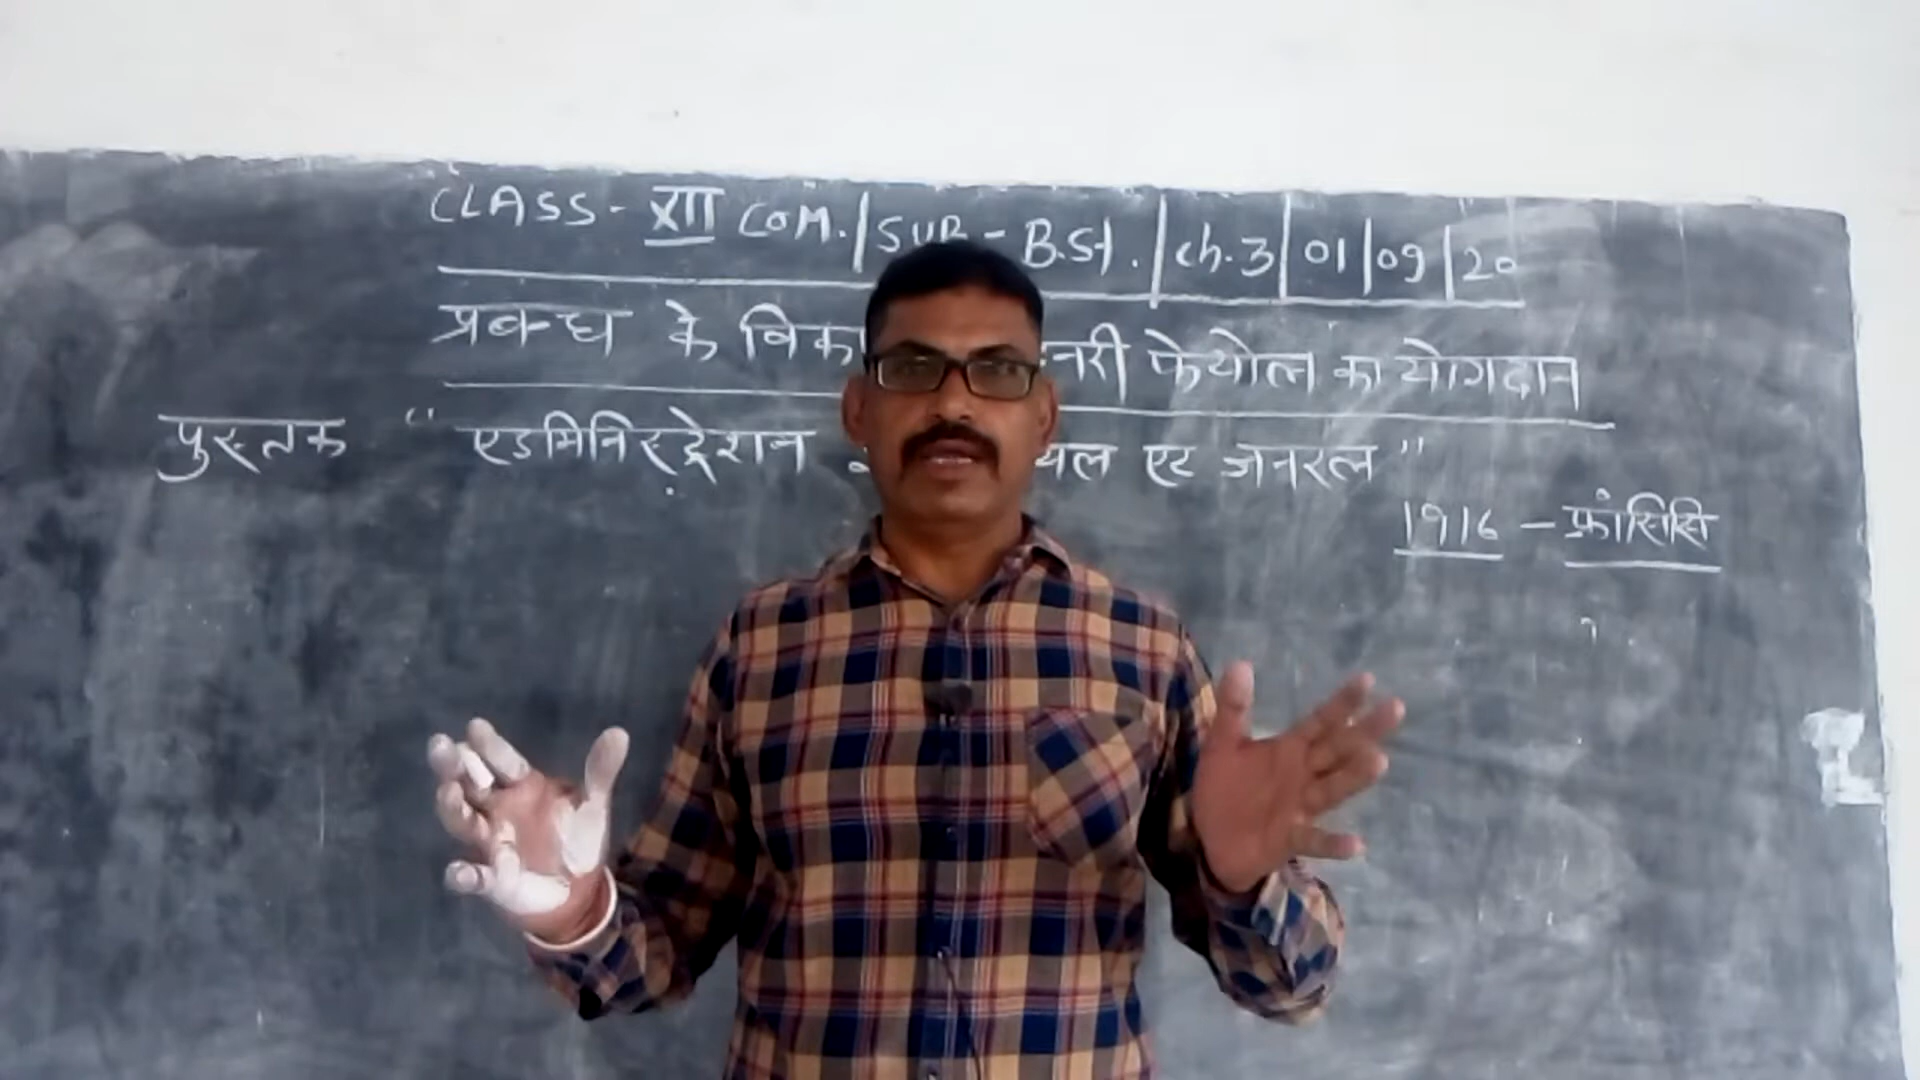 CLASS - XII COM. | SUB - B.St. | ch. 3 | 01 | 09 | 20
प्रबन्ध के विका नरी फेयोल का योगदान
पुस्तक "एडमिनिस्ट्रेशन यल एट जनरल"
1916 - फ्रांसिसि